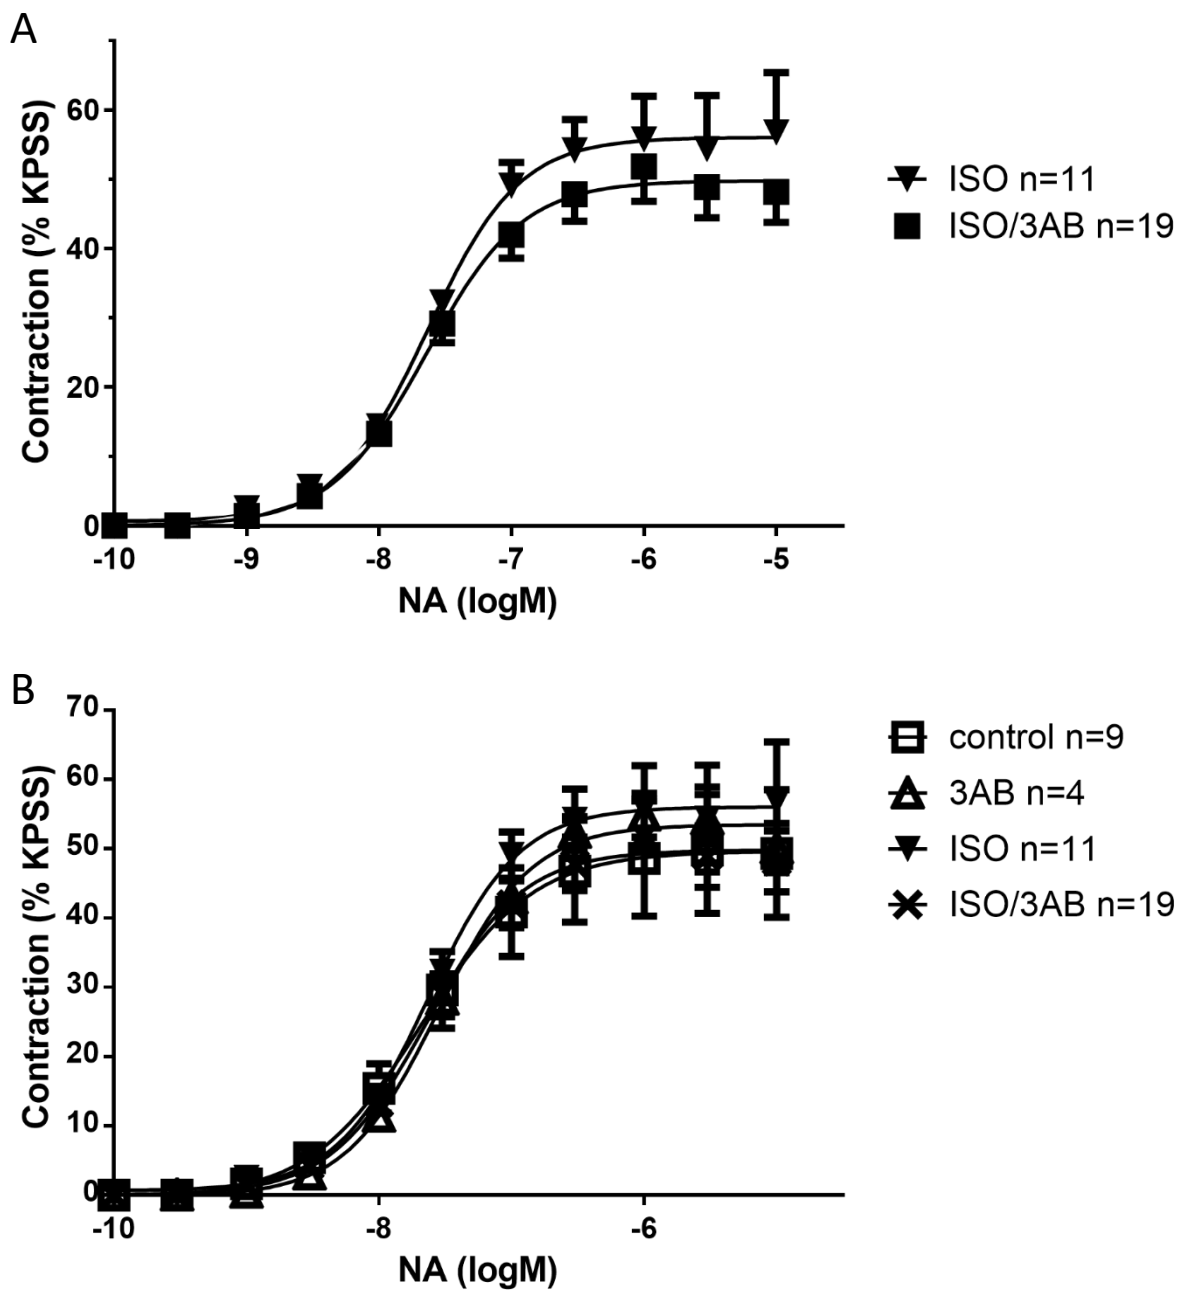 A
Contraction (% KPSS)
60
40
20
0
-10 -9 -8 -7 -6 -5
NA (logM)
ISO n=11
ISO/3AB n=19
B
Contraction (% KPSS)
70
60
50
40
30
20
10
0
-10 -8 -6
NA (logM)
control n=9
3AB n=4
ISO n=11
ISO/3AB n=19